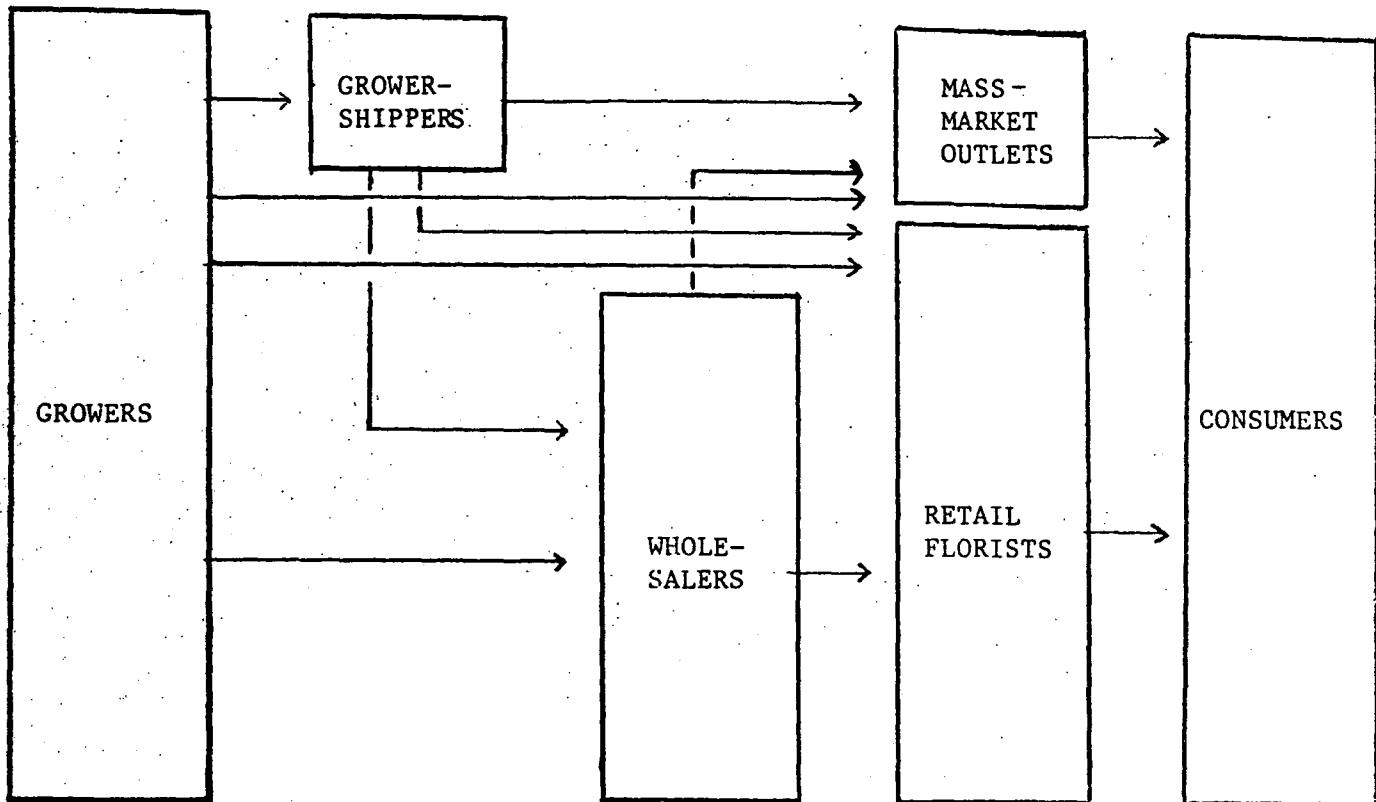 GROWER-
SHIPPERS
MASS-
MARKET
OUTLETS
GROWERS
CONSUMERS
WHOLE-
SALERS
RETAIL
FLORISTS